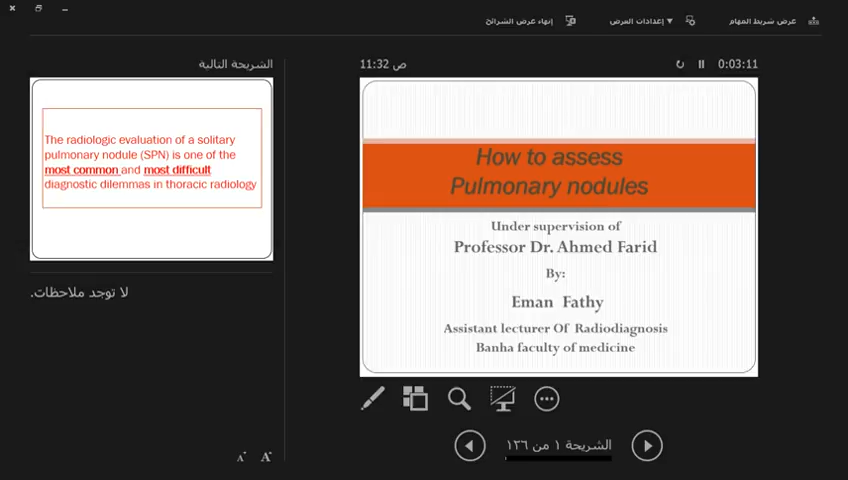 عرض شريط المهام
إعدادات العرض
إنهاء عرض الشرائح
الشريحة التالية
The radiologic evaluation of a solitary
pulmonary nodule (SPN) is one of the
most common and most difficult
diagnostic dilemmas in thoracic radiology
لا توجد ملاحظات.
A A
0:03:11
11:32 ص
How to assess
Pulmonary nodules
Under supervision of
Professor Dr. Ahmed Farid
By:
Eman Fathy
Assistant lecturer Of Radiodiagnosis
Banha faculty of medicine
الشريحة ١ من ١٣٦